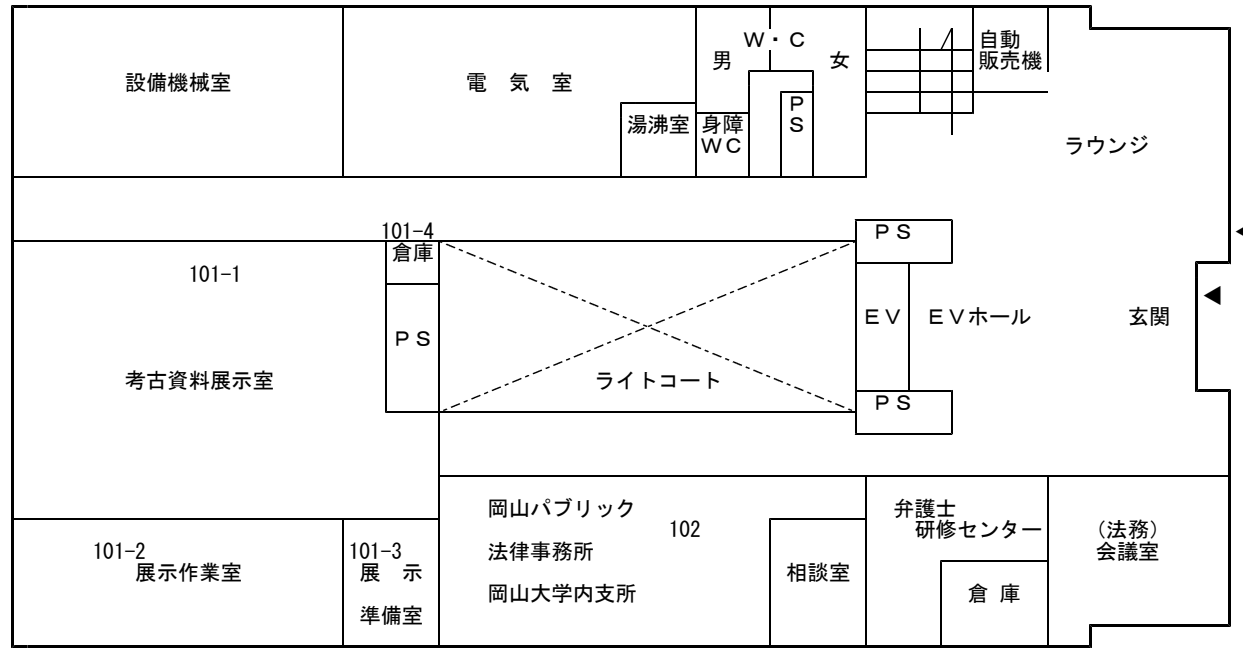 設備機械室
電 気 室
湯沸室
W・C
男
女
身障
WC
PS
自動
販売機
ラウンジ
101-1
考古資料展示室
101-4
倉庫
PS
ライトコート
PS
EV
EVホール
PS
玄関
101-2
展示作業室
101-3
展 示
準備室
岡山パブリック
102
法律事務所
岡山大学内支所
相談室
弁護士
研修センター
倉 庫
(法務)
会議室